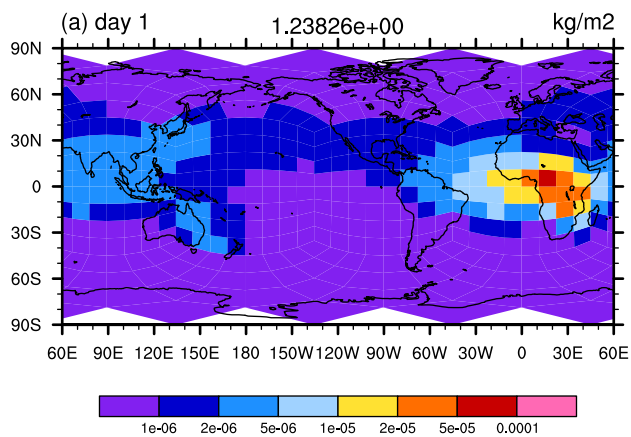 (a) day 1 1.23826e+00 kg/m2
90N
60N
30N
0
30S
60S
90S
60E 90E 120E 150E 180 150W 120W 90W 60W 30W 0 30E 60E
1e-06 2e-06 5e-06 1e-05 2e-05 5e-05 0.0001